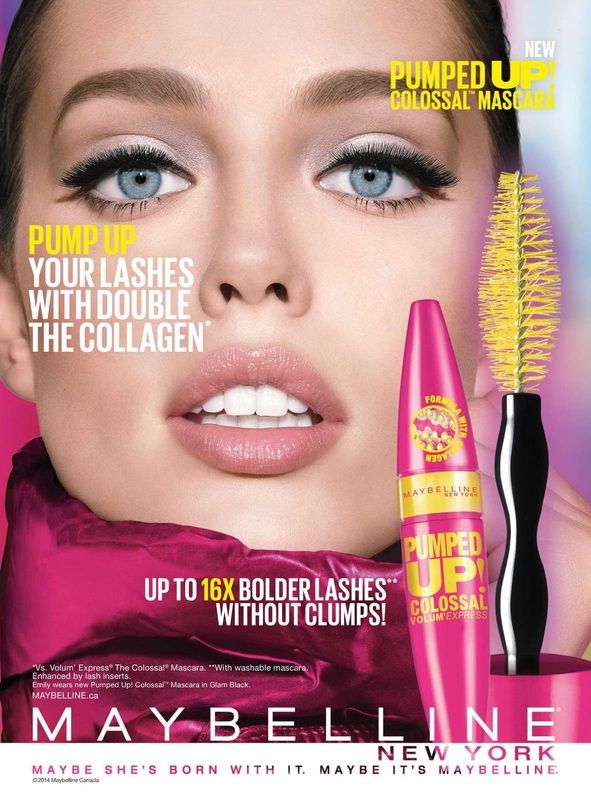 NEW
PUMPED UP!
COLOSSAL™ MASCARA
PUMP UP
YOUR LASHES
WITH DOUBLE
THE COLLAGEN*
FORMULA WITH COLLAGEN
MAYBELLINE
NEW YORK
PUMPED
UP!
COLOSSAL
VOLUM'EXPRESS
UP TO 16X BOLDER LASHES**
WITHOUT CLUMPS!
*Vs. Volum' Express® The Colossal® Mascara. **With washable mascara.
Enhanced by lash inserts.
Emily wears new Pumped Up! Colossal™ Mascara in Glam Black.
MAYBELLINE.ca
MAYBELLINE®
NEW YORK
MAYBE SHE'S BORN WITH IT. MAYBE IT'S MAYBELLINE.
©2014 Maybelline Canada